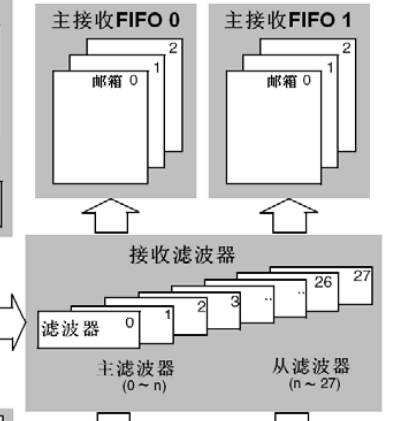 主接收FIFO 0
2
1
邮箱 0
主接收FIFO 1
2
1
邮箱 0
接收滤波器
滤波器 0
1
2
3
..
..
26
27
主滤波器
(0 ~ n)
从滤波器
(n ~ 27)